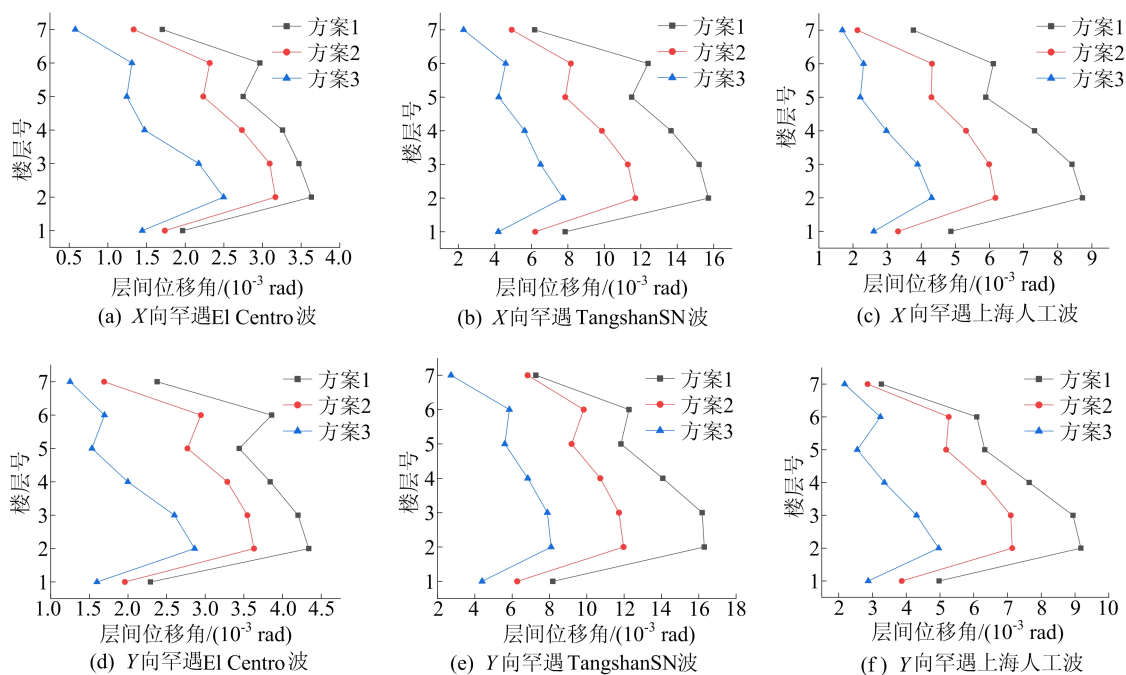 7
6
5
4
3
2
1
楼层号
方案1
方案2
方案3
0.5 1.0 1.5 2.0 2.5 3.0 3.5 4.0
层间位移角/(10⁻³ rad)
(a) X向罕遇El Centro波
7
6
5
4
3
2
1
楼层号
方案1
方案2
方案3
2 4 6 8 10 12 14 16
层间位移角/(10⁻³ rad)
(b) X向罕遇TangshanSN波
7
6
5
4
3
2
1
楼层号
方案1
方案2
方案3
1 2 3 4 5 6 7 8 9
层间位移角/(10⁻³ rad)
(c) X向罕遇上海人工波
7
6
5
4
3
2
1
楼层号
方案1
方案2
方案3
1.0 1.5 2.0 2.5 3.0 3.5 4.0 4.5
层间位移角/(10⁻³ rad)
(d) Y向罕遇El Centro波
7
6
5
4
3
2
1
楼层号
方案1
方案2
方案3
2 4 6 8 10 12 14 16 18
层间位移角/(10⁻³ rad)
(e) Y向罕遇TangshanSN波
7
6
5
4
3
2
1
楼层号
方案1
方案2
方案3
2 3 4 5 6 7 8 9 10
层间位移角/(10⁻³ rad)
(f) Y向罕遇上海人工波